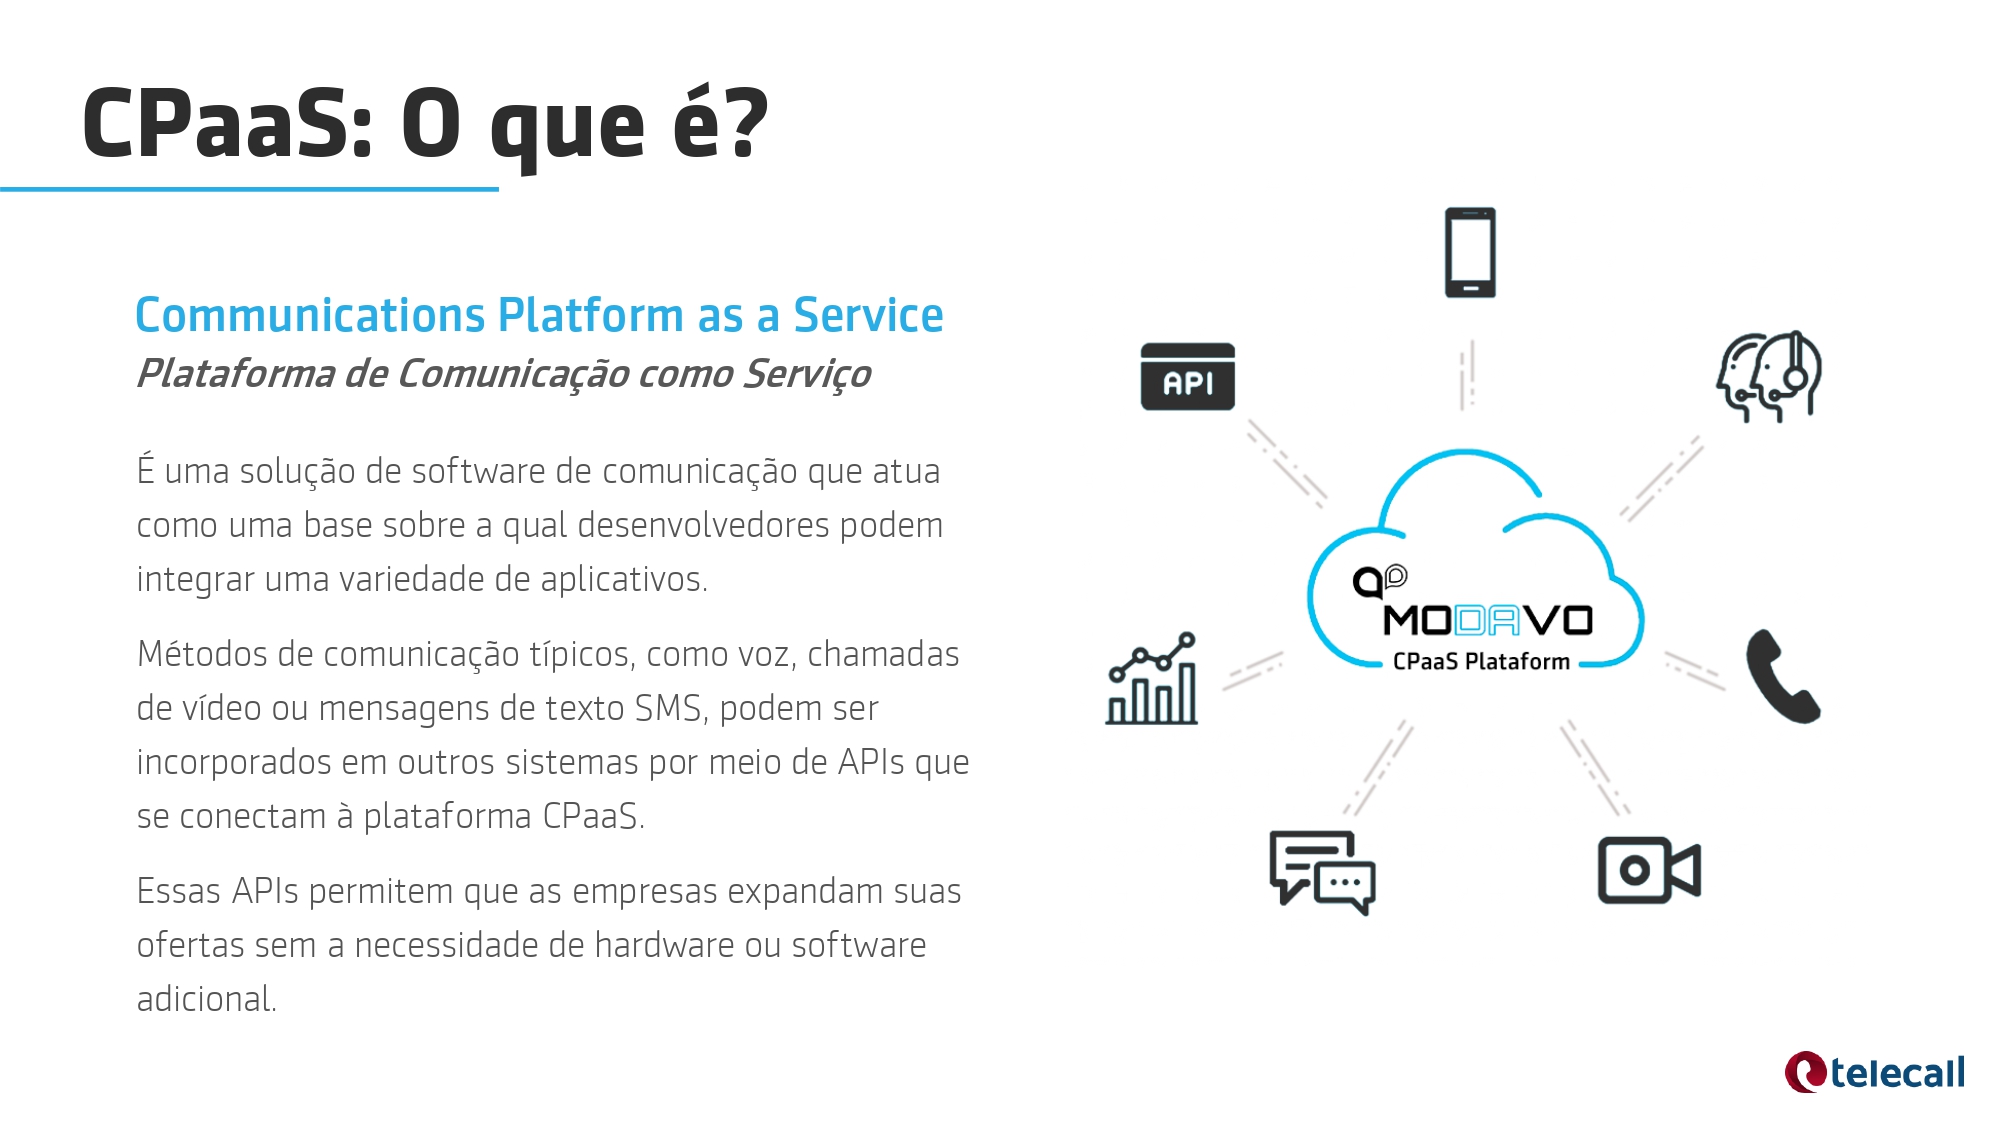 CPaaS: O que é?
Communications Platform as a Service
Plataforma de Comunicação como Serviço
É uma solução de software de comunicação que atua
como uma base sobre a qual desenvolvedores podem
integrar uma variedade de aplicativos.
Métodos de comunicação típicos, como voz, chamadas
de vídeo ou mensagens de texto SMS, podem ser
incorporados em outros sistemas por meio de APIs que
se conectam à plataforma CPaaS.
Essas APIs permitem que as empresas expandam suas
ofertas sem a necessidade de hardware ou software
adicional.
API
MODAVO
CPaaS Plataform
telecall